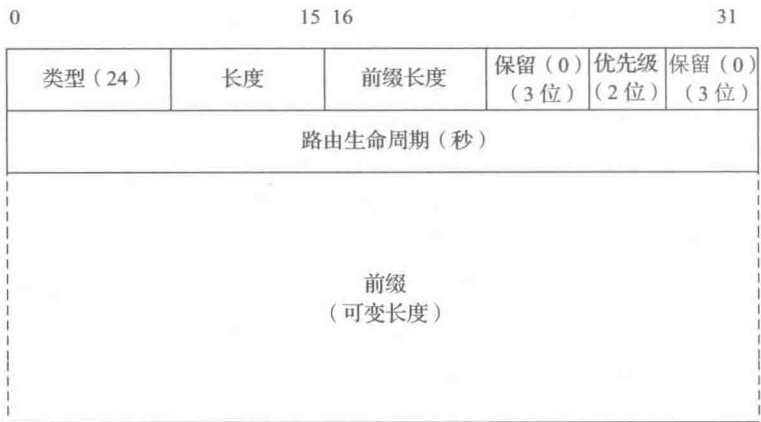 0 15 16 31
类型（24） 长度 前缀长度 保留（0） 优先级 保留（0）
（3 位） （2 位） （3 位）
路由生命周期（秒）
前缀
（可变长度）